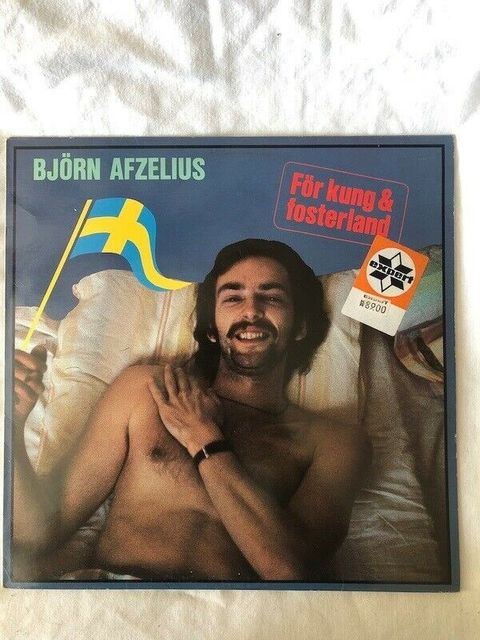 BJÖRN AFZELIUS
För kung &
fosterland
expert